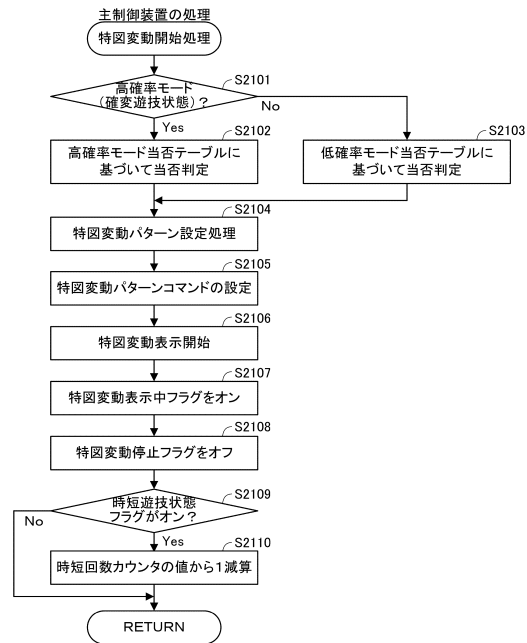 主制御装置の処理
特図変動開始処理
S2101
高確率モード
(確変遊技状態)?
No
Yes
S2102
高確率モード当否テーブルに
基づいて当否判定
S2103
低確率モード当否テーブルに
基づいて当否判定
S2104
特図変動パターン設定処理
S2105
特図変動パターンコマンドの設定
S2106
特図変動表示開始
S2107
特図変動表示中フラグをオン
S2108
特図変動停止フラグをオフ
S2109
時短遊技状態
フラグがオン?
No
Yes
S2110
時短回数カウンタの値から1減算
RETURN